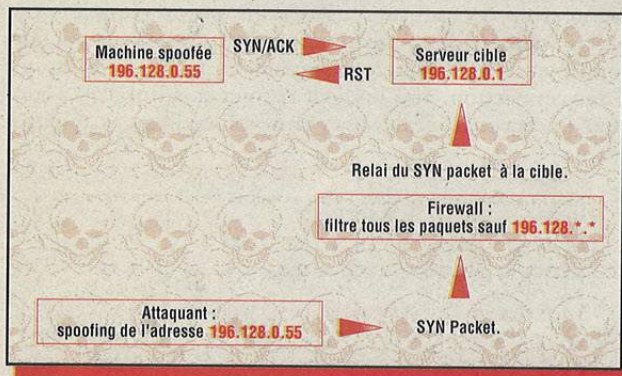 Machine spoofée
196.128.0.55
SYN/ACK
RST
Serveur cible
196.128.0.1
Relai du SYN packet à la cible.
Firewall :
filtre tous les paquets sauf 196.128.*.*
Attaquant :
spoofing de l'adresse 196.128.0.55
SYN Packet.